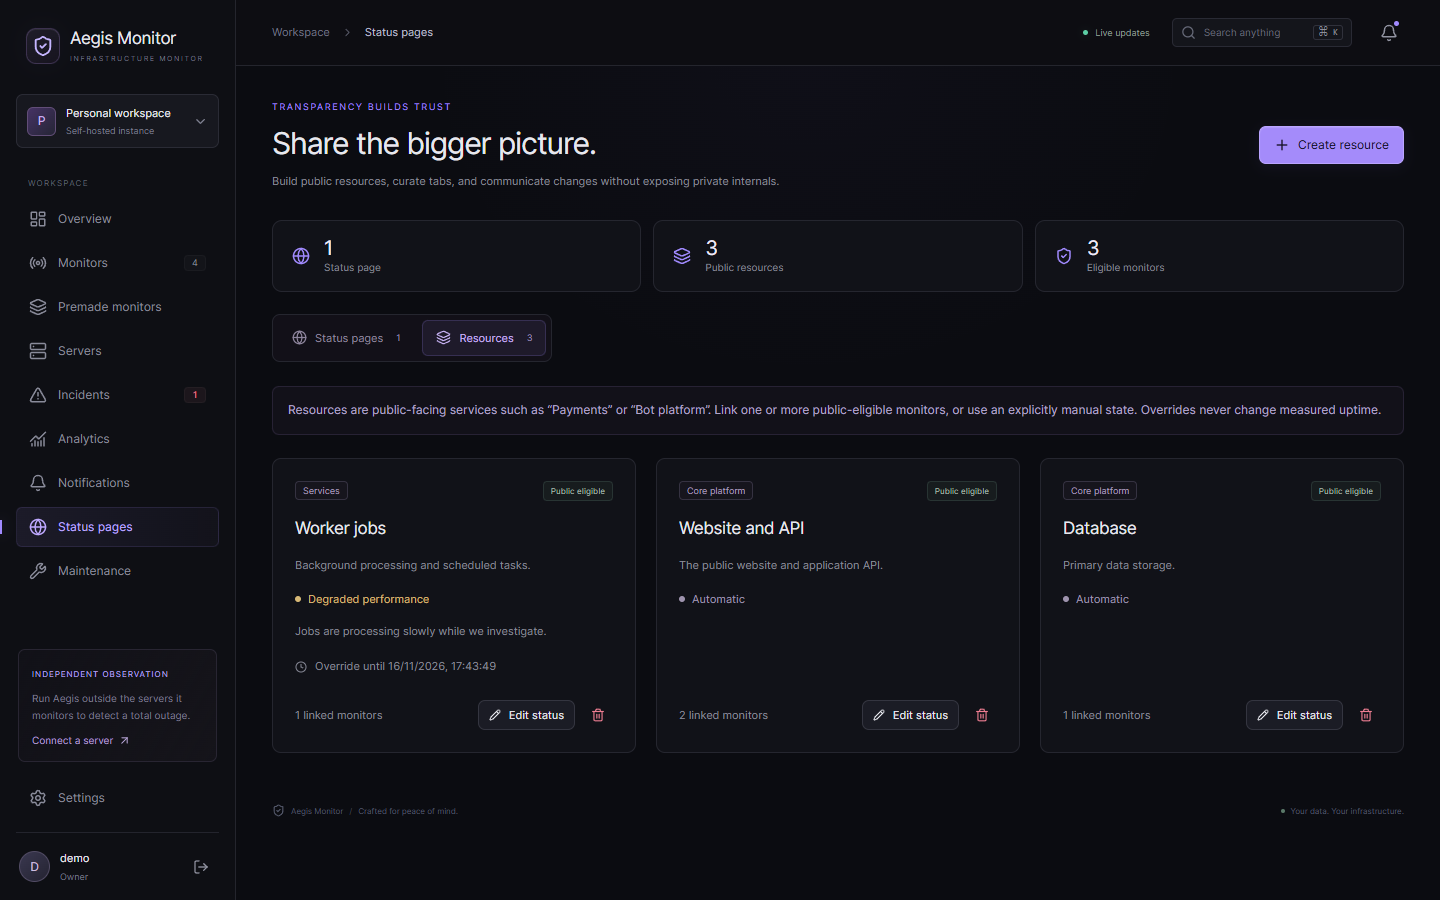 Aegis Monitor
INFRASTRUCTURE MONITOR
P
Personal workspace
Self-hosted instance
WORKSPACE
Overview
Monitors 4
Premade monitors
Servers
Incidents 1
Analytics
Notifications
Status pages
Maintenance
INDEPENDENT OBSERVATION
Run Aegis outside the servers it
monitors to detect a total outage.
Connect a server
Settings
D
demo
Owner
Workspace Status pages
Live updates
Search anything ⌘ K
TRANSPARENCY BUILDS TRUST
Share the bigger picture.
Build public resources, curate tabs, and communicate changes without exposing private internals.
Create resource
1
Status page
3
Public resources
3
Eligible monitors
Status pages 1
Resources 3
Resources are public-facing services such as “Payments” or “Bot platform”. Link one or more public-eligible monitors, or use an explicitly manual state. Overrides never change measured uptime.
Services Public eligible
Worker jobs
Background processing and scheduled tasks.
Degraded performance
Jobs are processing slowly while we investigate.
Override until 16/11/2026, 17:43:49
1 linked monitors Edit status
Core platform Public eligible
Website and API
The public website and application API.
Automatic
2 linked monitors Edit status
Core platform Public eligible
Database
Primary data storage.
Automatic
1 linked monitors Edit status
Aegis Monitor / Crafted for peace of mind.
Your data. Your infrastructure.